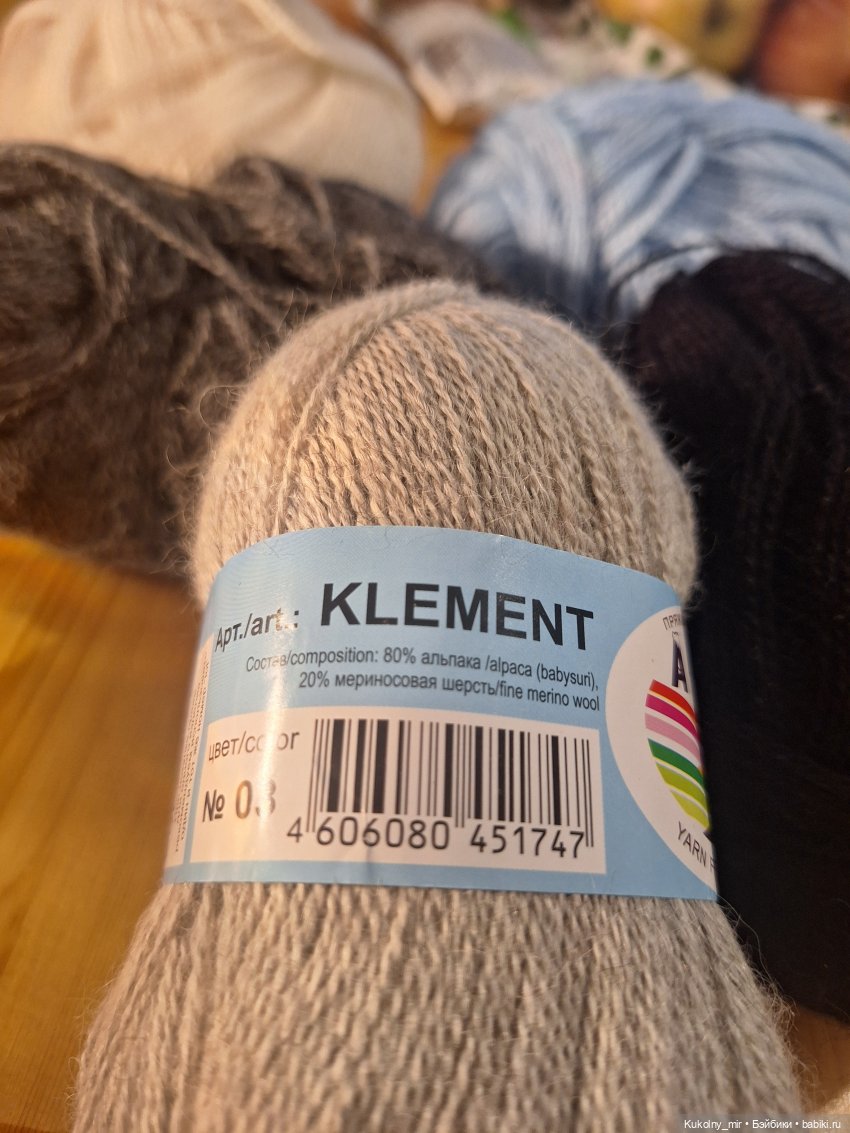 Арт./art.: KLEMENT
Состав/composition: 80% альпака /alpaca (babysuri),
20% мериносовая шерсть/fine merino wool
цвет/color
№ 03
4 606080 451747
YARN
Kukolny_mir • Бэйбики • babiki.ru